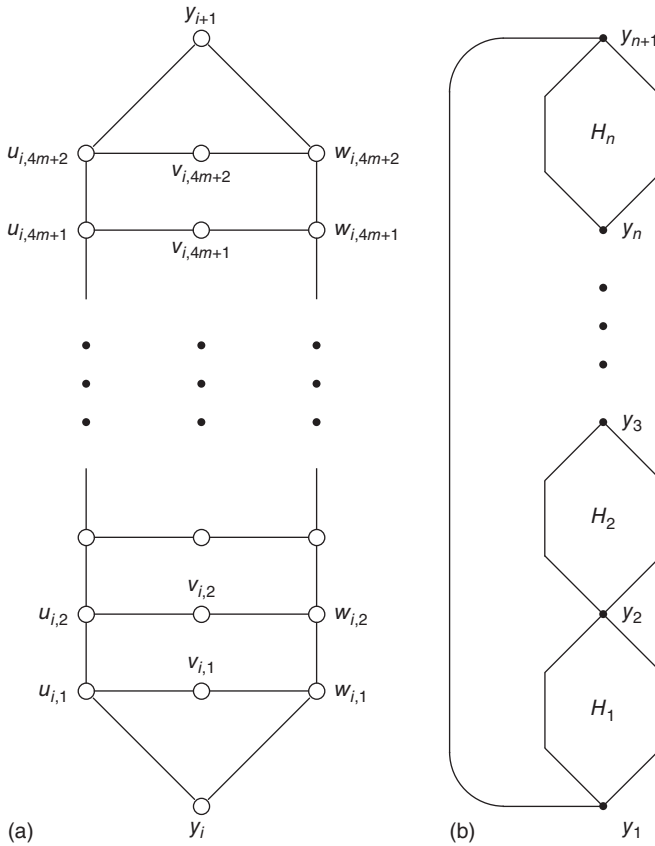 y_{i+1}
u_{i,4m+2}
w_{i,4m+2}
v_{i,4m+2}
u_{i,4m+1}
w_{i,4m+1}
v_{i,4m+1}
v_{i,2}
u_{i,2}
w_{i,2}
v_{i,1}
u_{i,1}
w_{i,1}
y_i
(a)
y_{n+1}
H_n
y_n
y_3
H_2
y_2
H_1
y_1
(b)